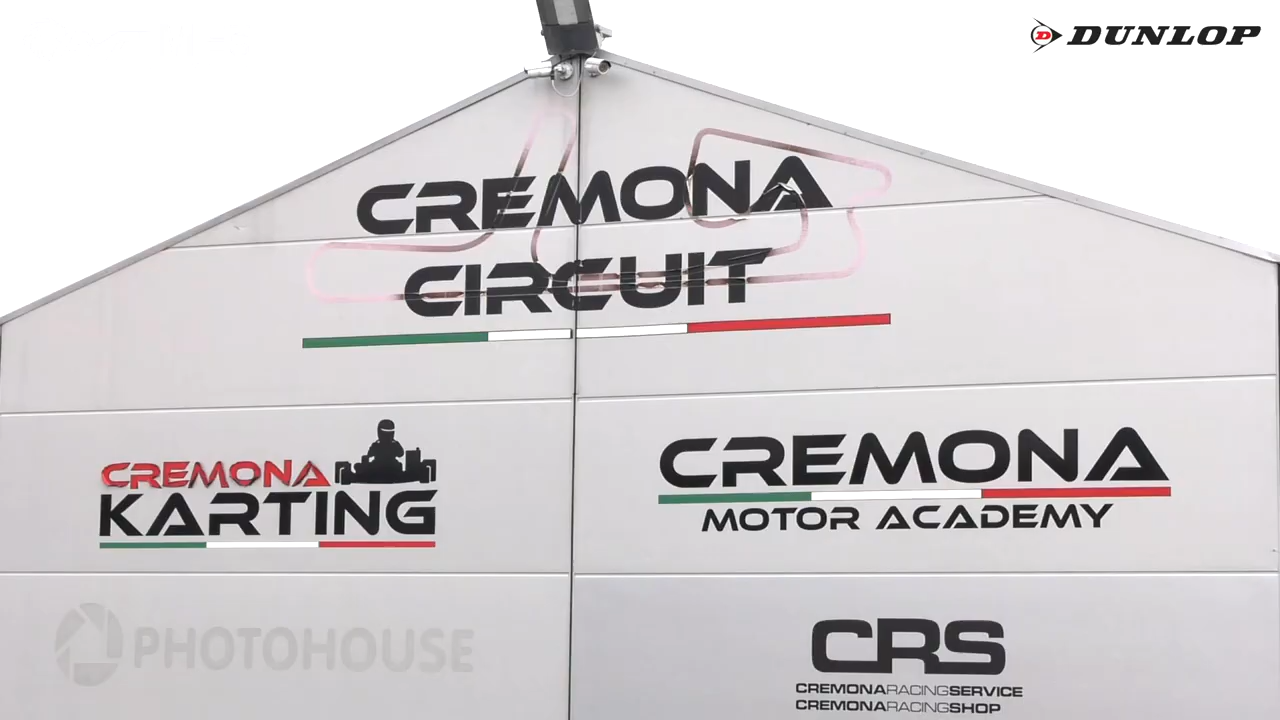 DUNLOP
CREMONA
CIRCUIT
CREMONA
KARTING
CREMONA
MOTOR ACADEMY
PHOTOHOUSE
CRS
CREMONARACINGSERVICE
CREMONARACINGSHOP